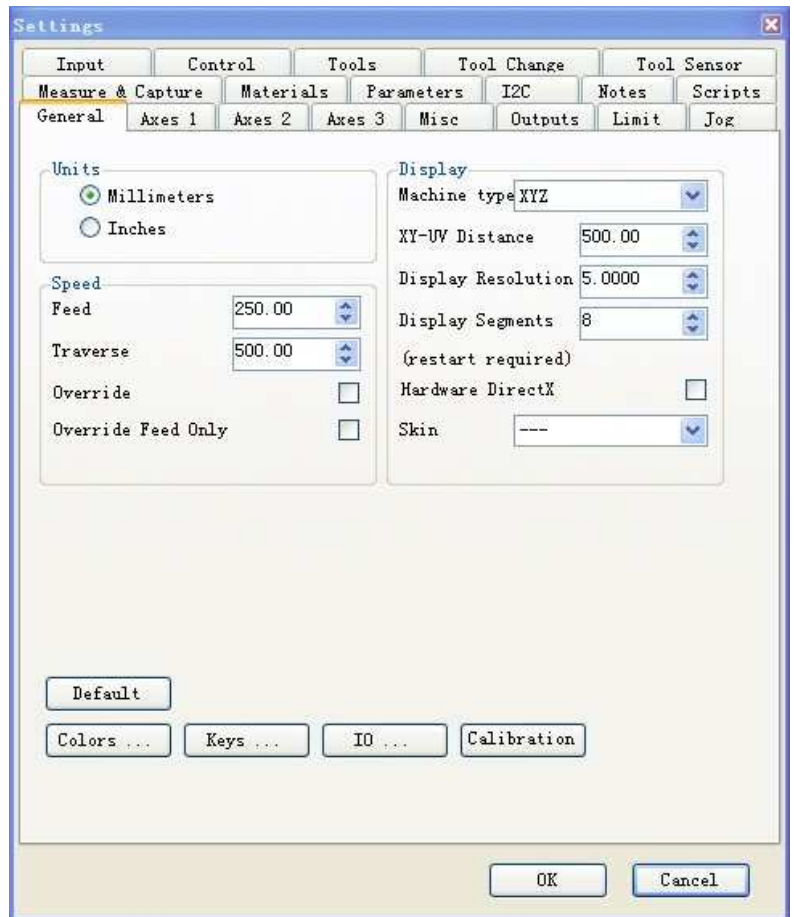 Settings
Input Control Tools Tool Change Tool Sensor
Measure & Capture Materials Parameters I2C Notes Scripts
General Axes 1 Axes 2 Axes 3 Misc Outputs Limit Jog
Units
Millimeters
Inches
Speed
Feed 250.00
Traverse 500.00
Override
Override Feed Only
Display
Machine type XYZ
XY-UV Distance 500.00
Display Resolution 5.0000
Display Segments 8
(restart required)
Hardware DirectX
Skin ---
Default
Colors ... Keys ... IO ... Calibration
OK Cancel